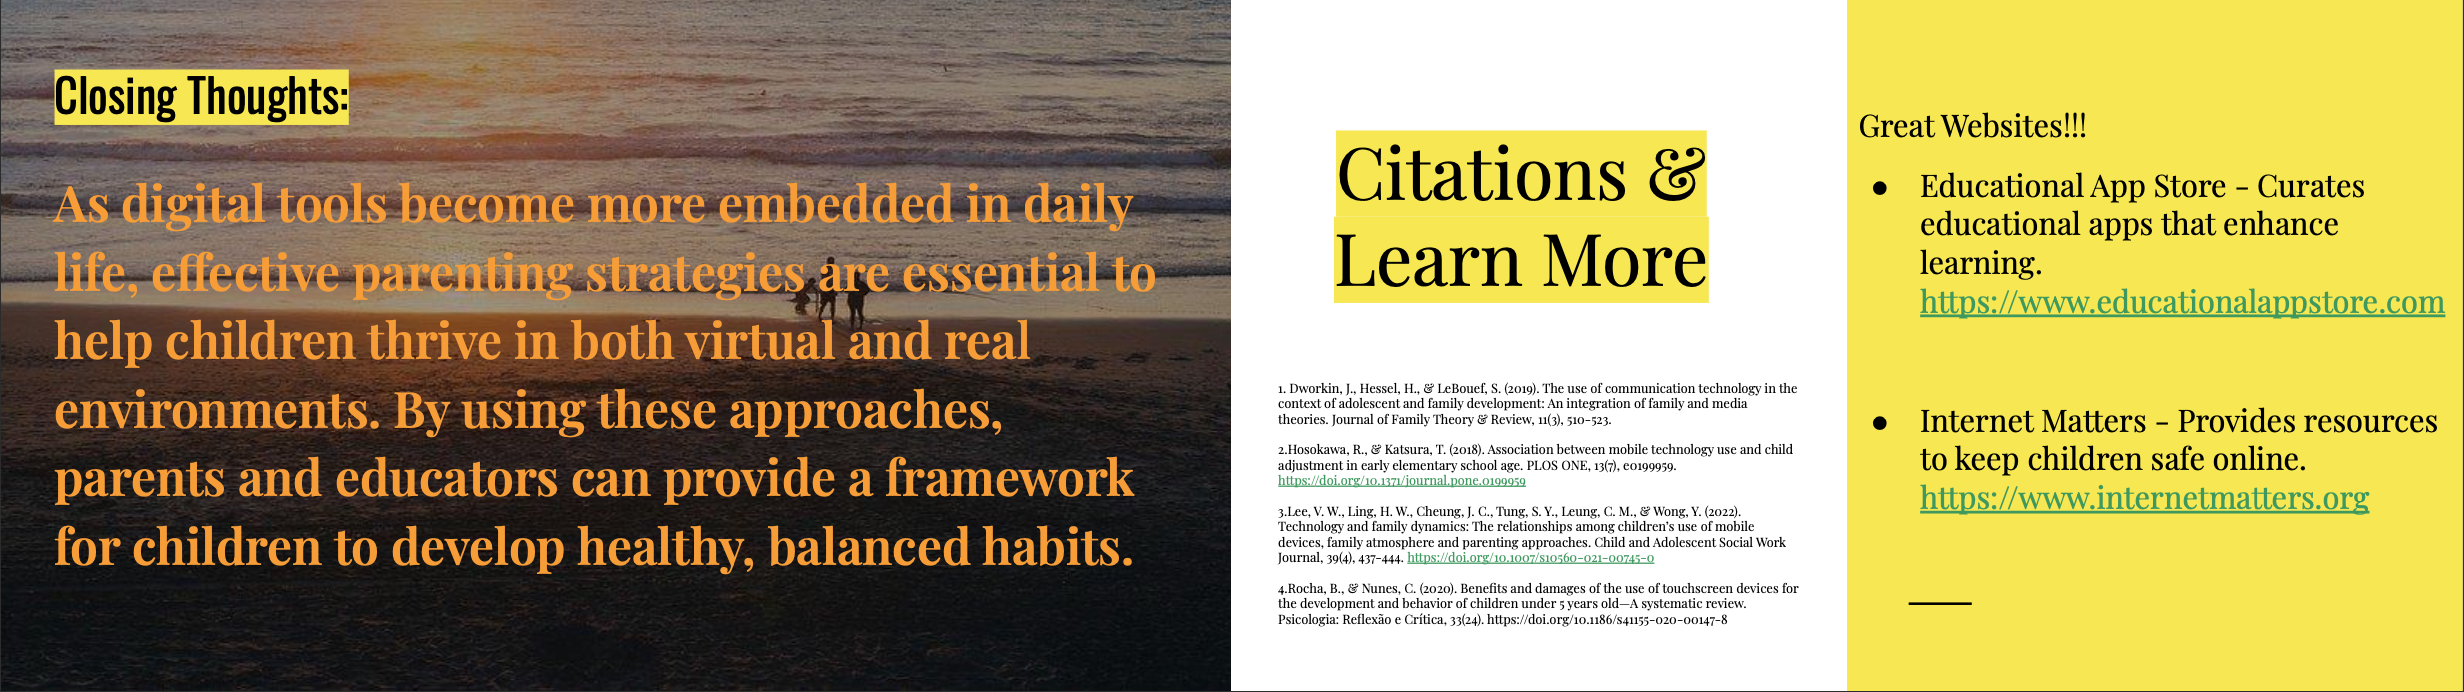 Closing Thoughts:
As digital tools become more embedded in daily
life, effective parenting strategies are essential to
help children thrive in both virtual and real
environments. By using these approaches,
parents and educators can provide a framework
for children to develop healthy, balanced habits.
Citations &
Learn More
1. Dworkin, J., Hessel, H., & LeBouef, S. (2019). The use of communication technology in the
context of adolescent and family development: An integration of family and media
theories. Journal of Family Theory & Review, 11(3), 510-523.
2.Hosokawa, R., & Katsura, T. (2018). Association between mobile technology use and child
adjustment in early elementary school age. PLOS ONE, 13(7), e0199959.
https://doi.org/10.1371/journal.pone.0199959
3.Lee, V. W., Ling, H. W., Cheung, J. C., Tung, S. Y., Leung, C. M., & Wong, Y. (2022).
Technology and family dynamics: The relationships among children's use of mobile
devices, family atmosphere and parenting approaches. Child and Adolescent Social Work
Journal, 39(4), 437-444. https://doi.org/10.1007/s10560-021-00745-0
4.Rocha, B., & Nunes, C. (2020). Benefits and damages of the use of touchscreen devices for
the development and behavior of children under 5 years old—A systematic review.
Psicologia: Reflexão e Crítica, 33(24). https://doi.org/10.1186/s41155-020-00147-8
Great Websites!!!
● Educational App Store - Curates
educational apps that enhance
learning.
https://www.educationalappstore.com
● Internet Matters - Provides resources
to keep children safe online.
https://www.internetmatters.org